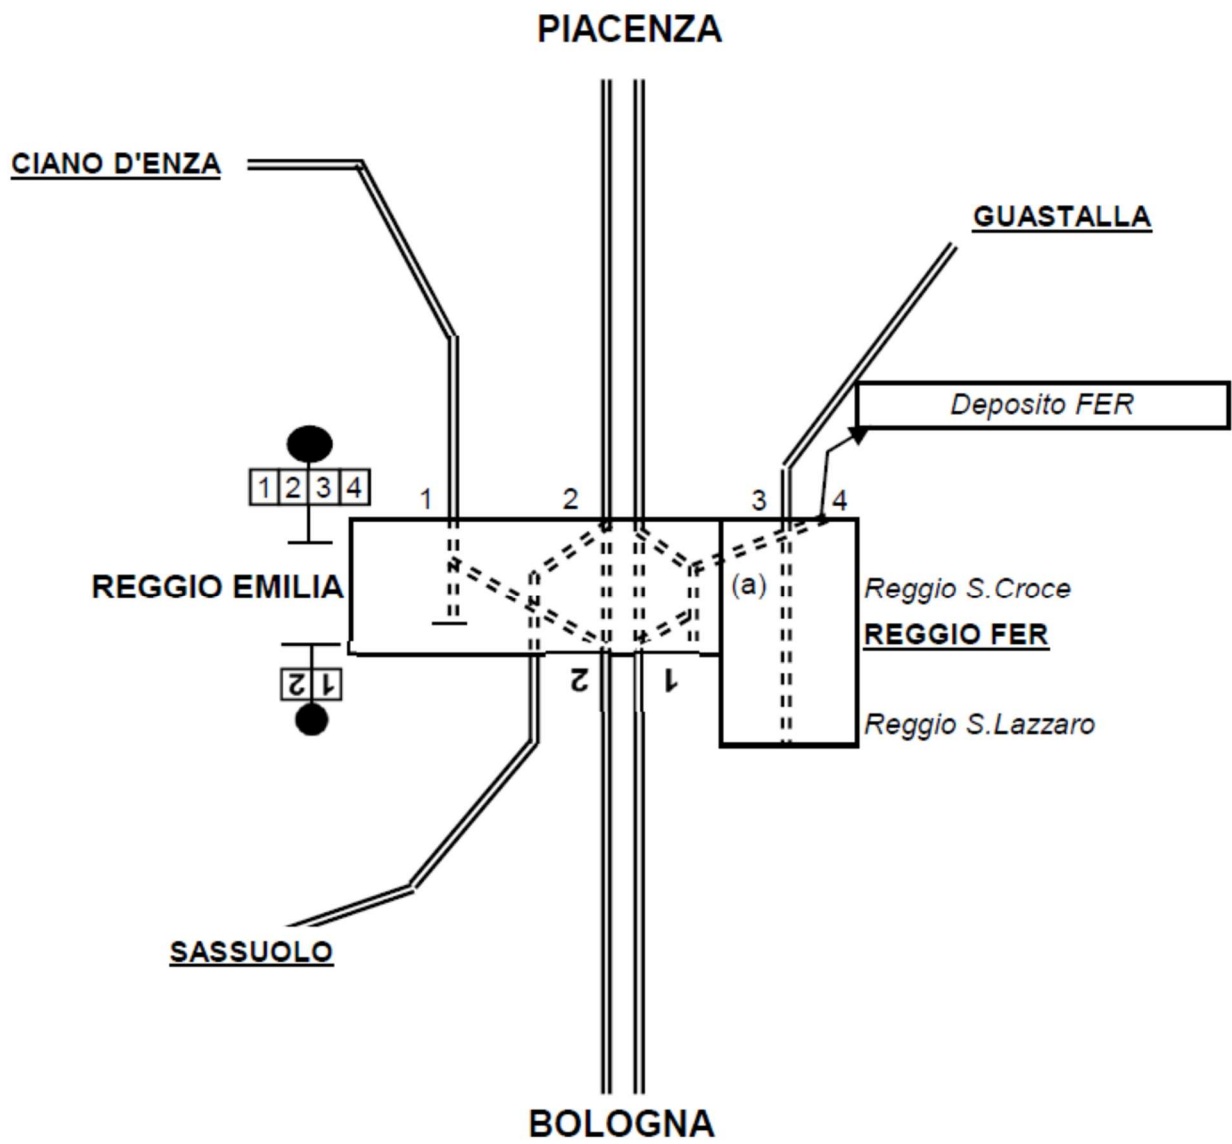 PIACENZA
CIANO D'ENZA
GUASTALLA
Deposito FER
1 2 3 4
1 2 3 4
REGGIO EMILIA
(a)
Reggio S.Croce
REGGIO FER
2 1
2 1
Reggio S.Lazzaro
SASSUOLO
BOLOGNA